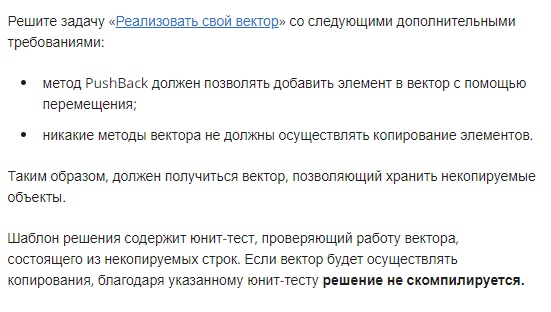 Решите задачу «Реализовать свой вектор» со следующими дополнительными
требованиями:
• метод PushBack должен позволять добавить элемент в вектор с помощью
перемещения;
• никакие методы вектора не должны осуществлять копирование элементов.
Таким образом, должен получиться вектор, позволяющий хранить некопируемые
объекты.
Шаблон решения содержит юнит-тест, проверяющий работу вектора,
состоящего из некопируемых строк. Если вектор будет осуществлять
копирования, благодаря указанному юнит-тесту решение не скомпилируется.